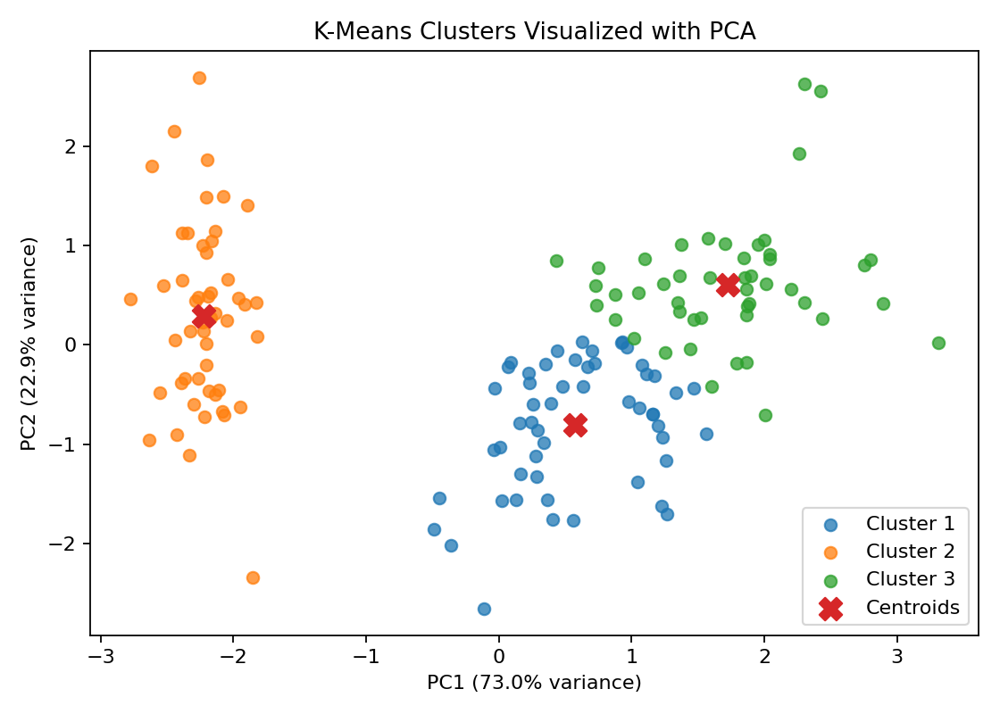 K-Means Clusters Visualized with PCA
PC2 (22.9% variance)
2
1
0
−1
−2
−3
−2
−1
0
1
2
3
PC1 (73.0% variance)
Cluster 1
Cluster 2
Cluster 3
Centroids